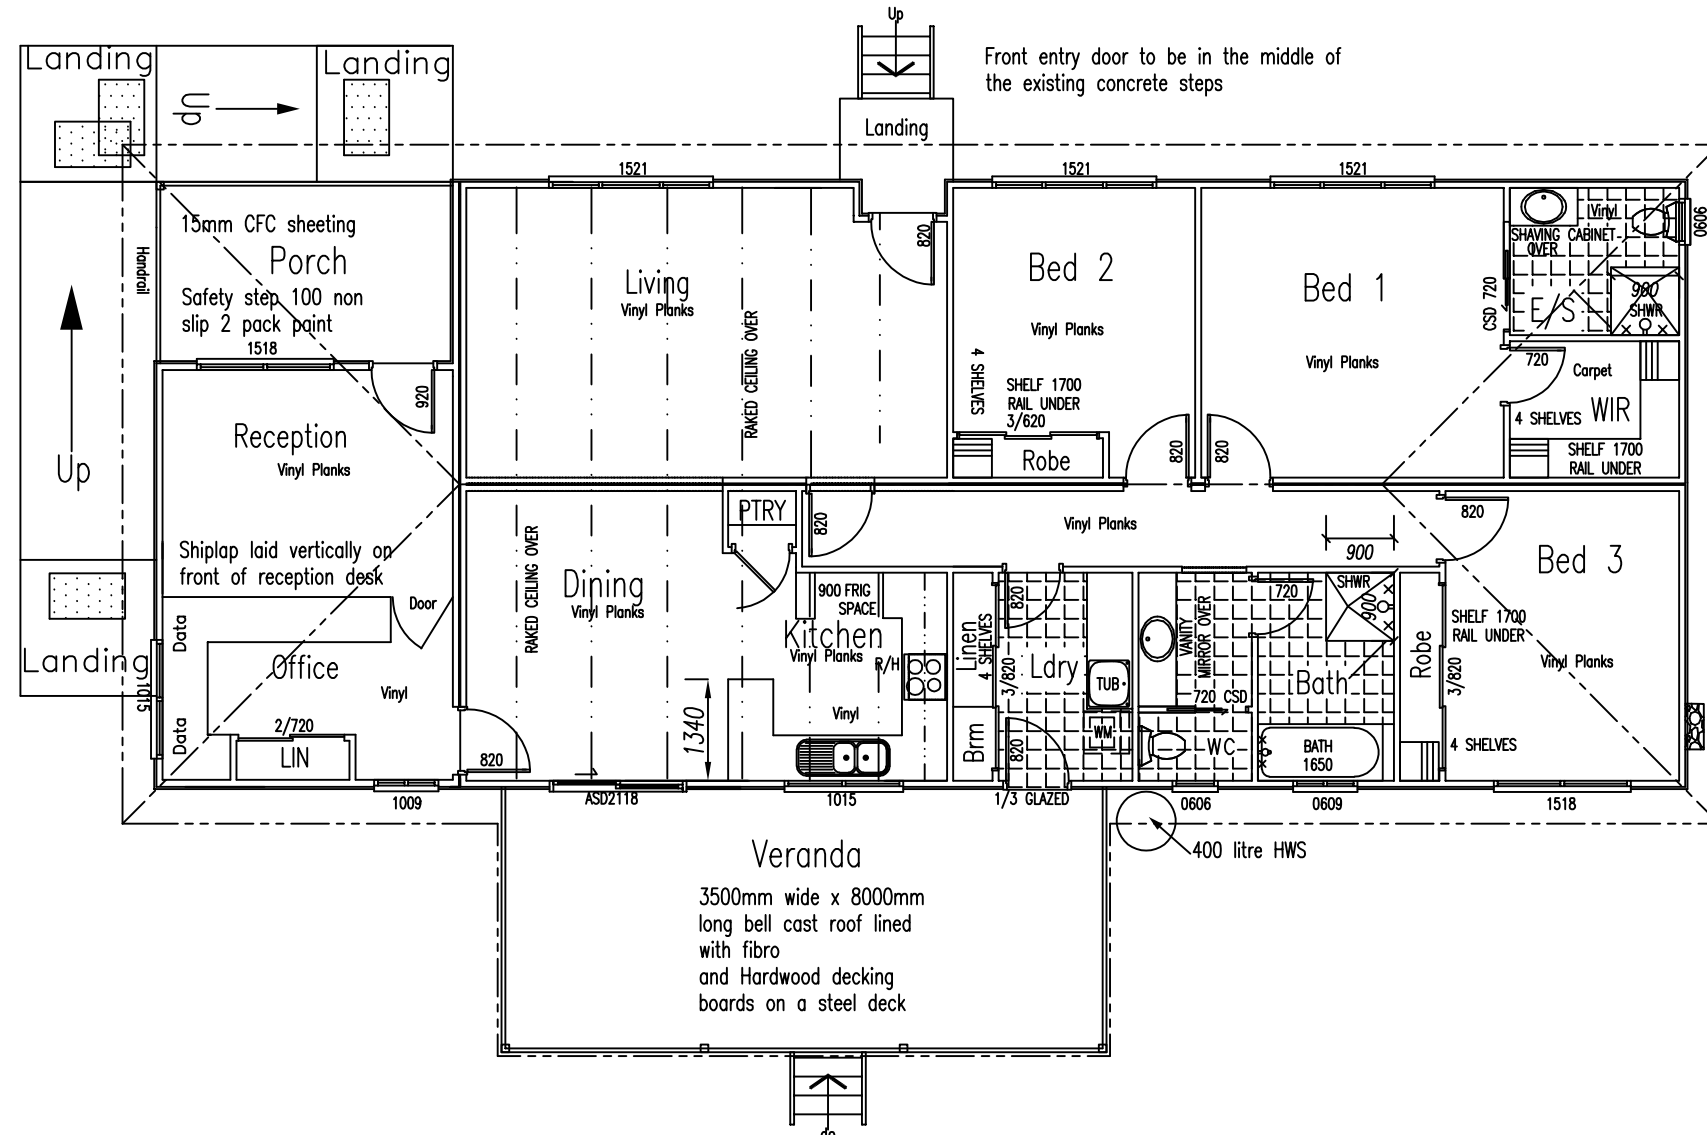 Up
Front entry door to be in the middle of
the existing concrete steps
Landing
Landing
up
Landing
1521
1521
1521
15mm CFC sheeting
Porch
Safety step 100 non
slip 2 pack paint
Handrail
1518
920
Up
Reception
Vinyl Planks
Shiplap laid vertically on
front of reception desk
Door
Data
Data
Landing
1015
Office
Vinyl
2/720
LIN
1009
820
Living
Vinyl Planks
RAKED CEILING OVER
820
Bed 2
Vinyl Planks
4 SHELVES
SHELF 1700
RAIL UNDER
3/620
Robe
820
820
Bed 1
Vinyl Planks
CSD 720
Vinyl
SHAVING CABINET
OVER
E/S
900
SHWR
9090
720
Carpet
4 SHELVES
WIR
SHELF 1700
RAIL UNDER
RAKED CEILING OVER
Dining
Vinyl Planks
PTRY
820
Vinyl Planks
900
820
Bed 3
900 FRIG
SPACE
Kitchen
Vinyl Planks
R/H
Vinyl
1340
Linen
4 SHELVES
3/820
Brm
820
Ldry
TUB
WM
820
VANITY
MIRROR OVER
720 CSD
WC
720
SHWR
900
Bath
BATH
1650
Robe
3/820
SHELF 1700
RAIL UNDER
Vinyl Planks
4 SHELVES
ASD2118
1015
1/3 GLAZED
0606
0609
1518
400 litre HWS
Veranda
3500mm wide x 8000mm
long bell cast roof lined
with fibro
and Hardwood decking
boards on a steel deck